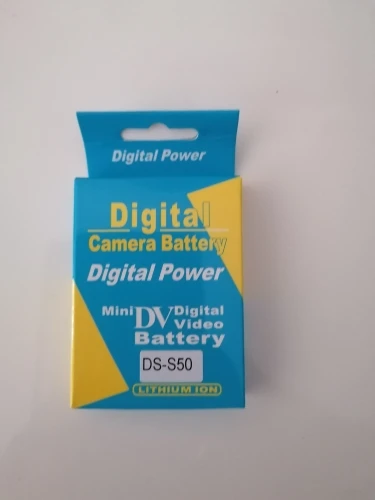 Digital Power
Digital
Camera Battery
Digital Power
Mini DV Digital Video
Battery
DS-S50
LITHIUM ION